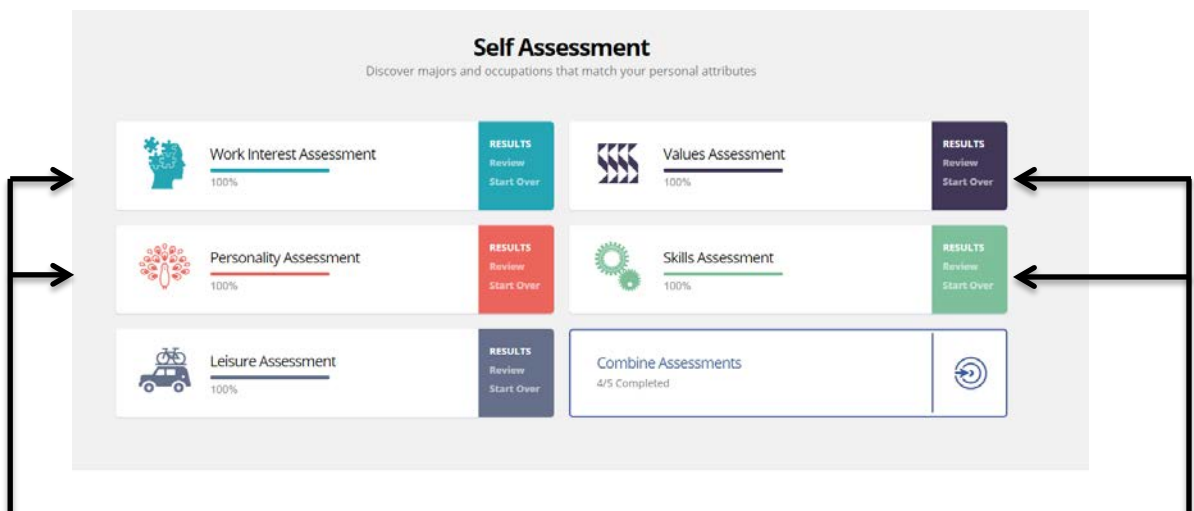 Self Assessment
Discover majors and occupations that match your personal attributes
Work Interest Assessment
100%
RESULTS
Review
Start Over
Values Assessment
100%
RESULTS
Review
Start Over
Personality Assessment
100%
RESULTS
Review
Start Over
Skills Assessment
100%
RESULTS
Review
Start Over
Leisure Assessment
100%
RESULTS
Review
Start Over
Combine Assessments
4/5 Completed